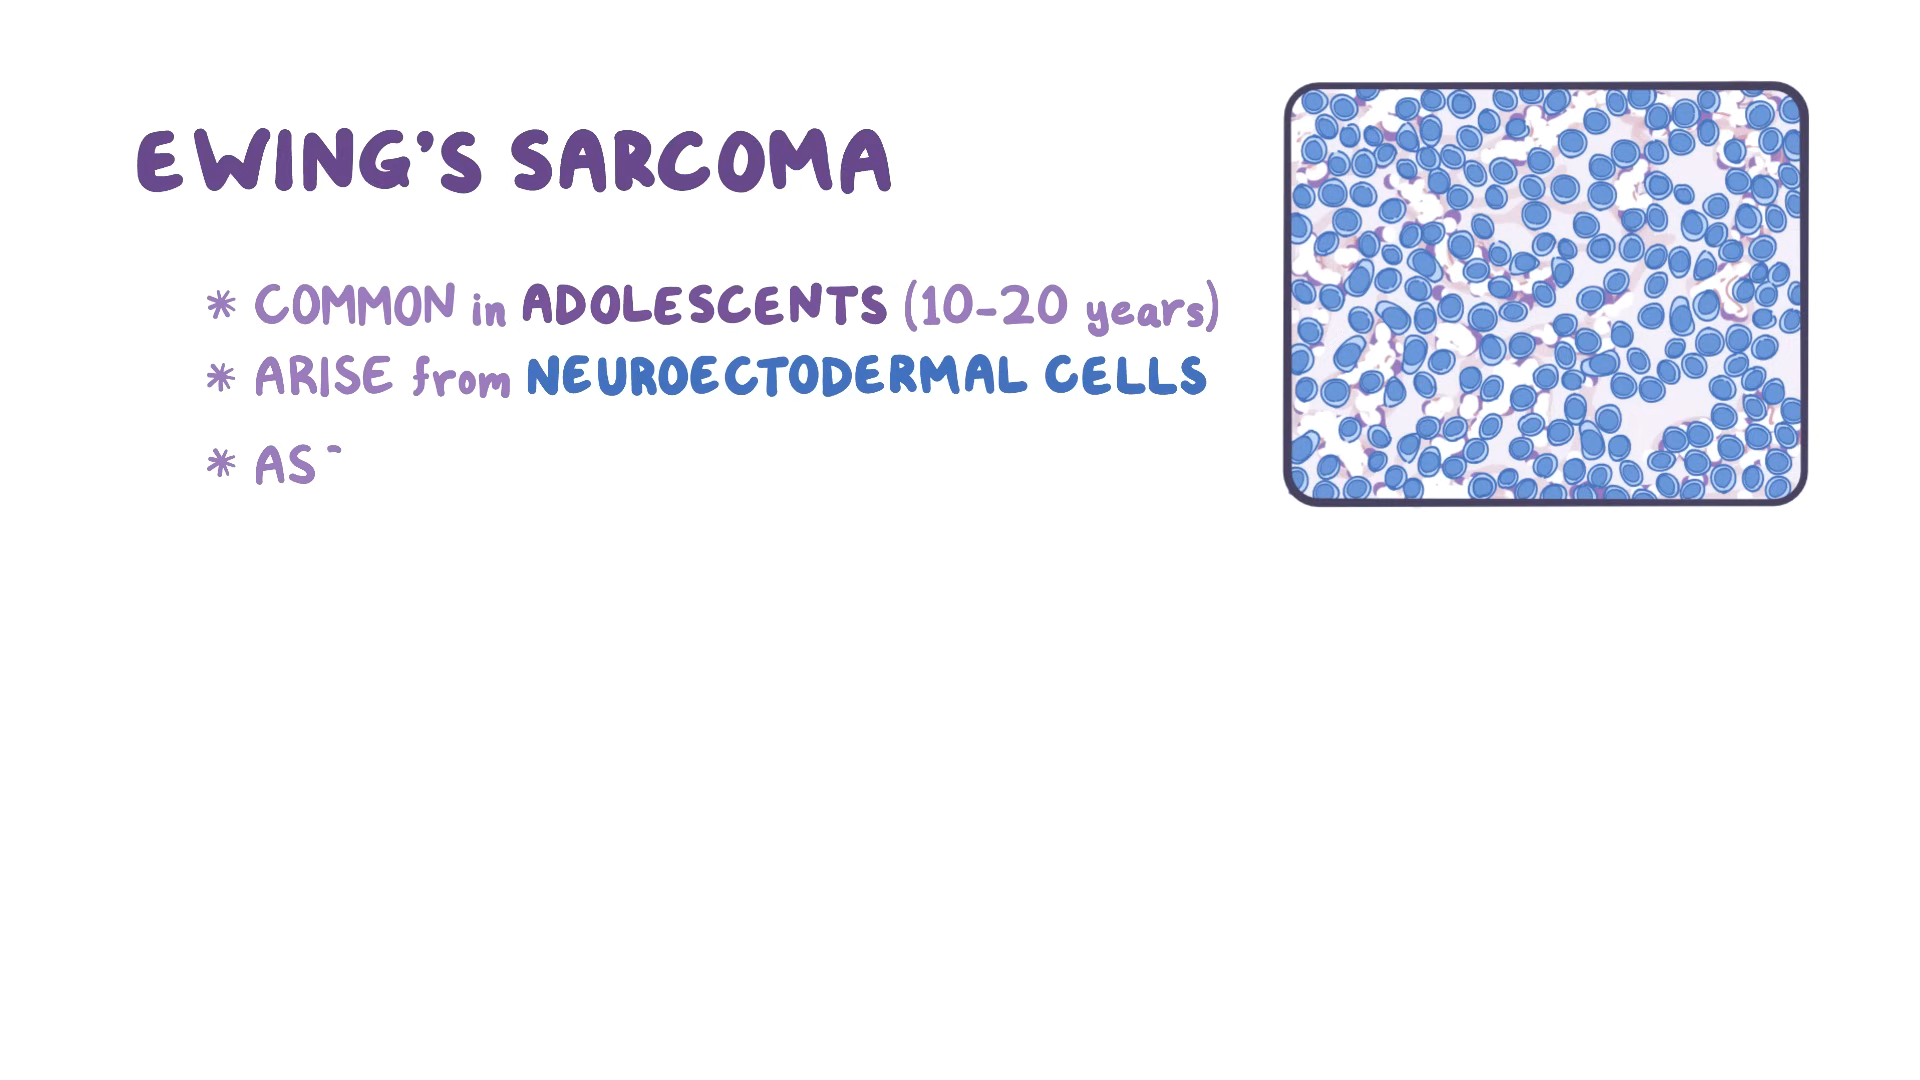 EWING'S SARCOMA
* COMMON in ADOLESCENTS (10-20 years)
* ARISE from NEUROECTODERMAL CELLS
* AS